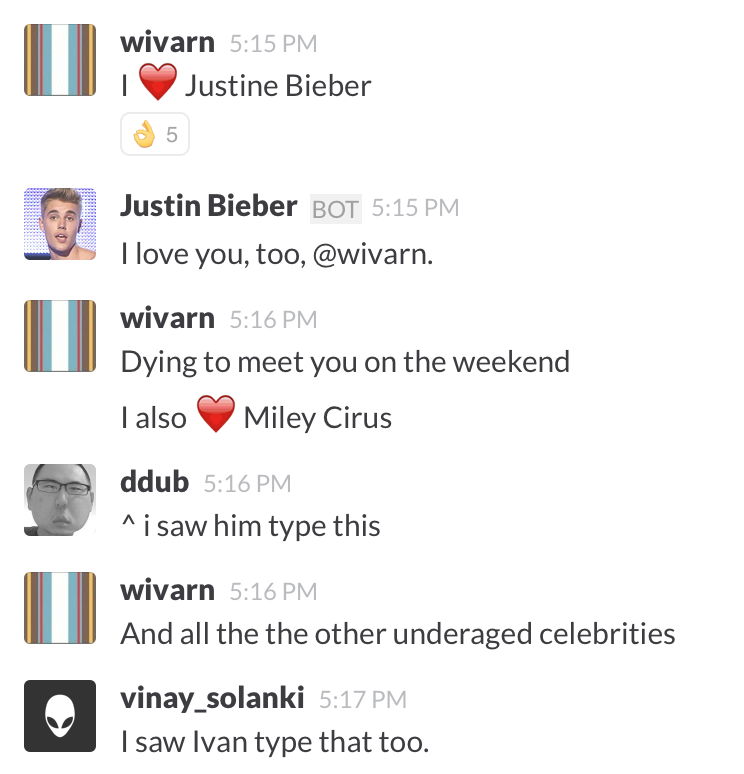 wivarn 5:15 PM
I ❤️ Justine Bieber
👌 5
Justin Bieber BOT 5:15 PM
I love you, too, @wivarn.
wivarn 5:16 PM
Dying to meet you on the weekend
I also ❤️ Miley Cirus
ddub 5:16 PM
^ i saw him type this
wivarn 5:16 PM
And all the the other underaged celebrities
vinay_solanki 5:17 PM
I saw Ivan type that too.